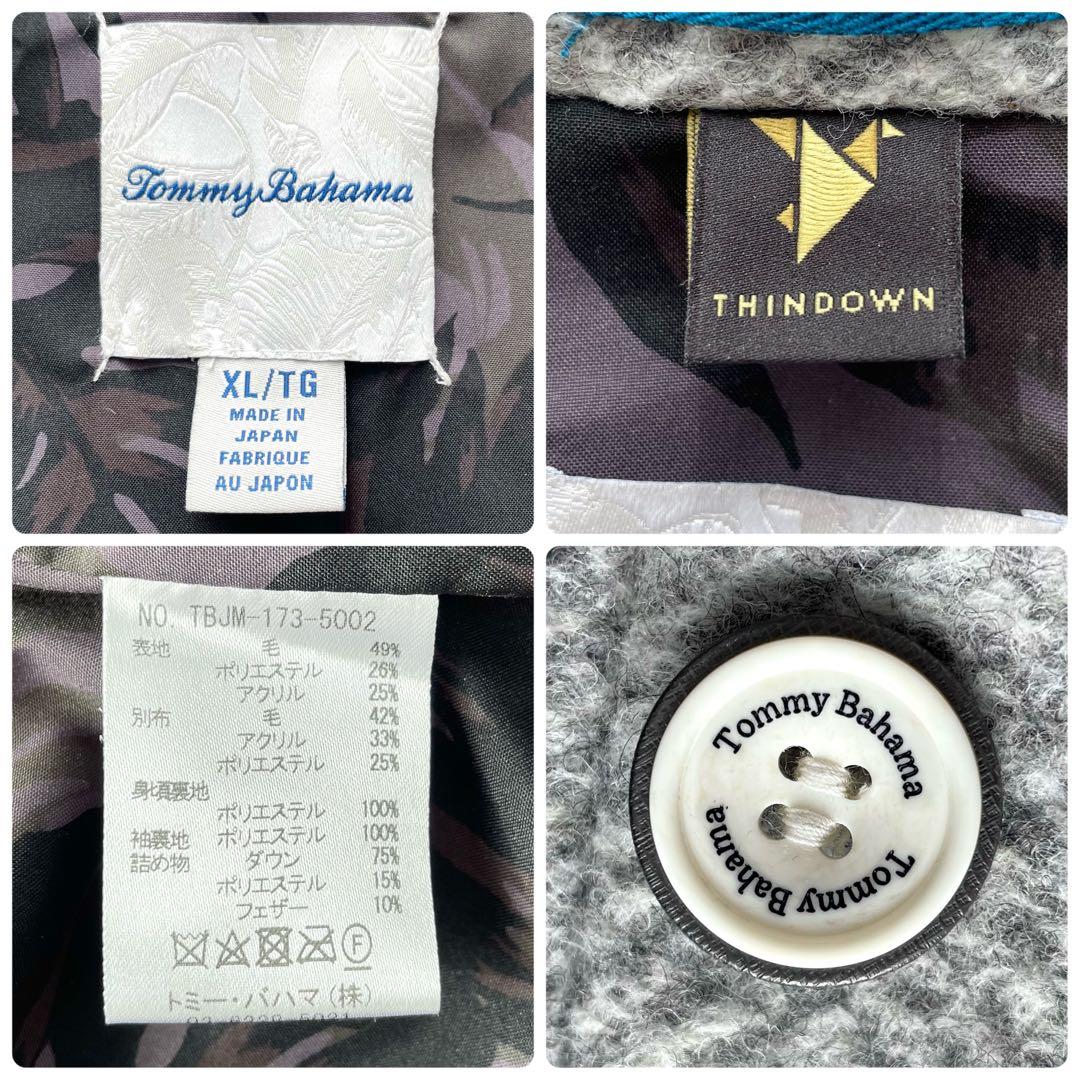 Tommy Bahama
XL/TG
MADE IN
JAPAN
FABRIQUE
AU JAPON
THINDOWN
NO. TBJM-173-5002
表地 毛 49%
ポリエステル 26%
アクリル 25%
別布 毛 42%
アクリル 33%
ポリエステル 25%
身頃裏地
ポリエステル 100%
袖裏地 ポリエステル 100%
詰め物 ダウン 75%
ポリエステル 15%
フェザー 10%
F
トミー・バハマ(株)
Tommy Bahama
Tommy Bahama